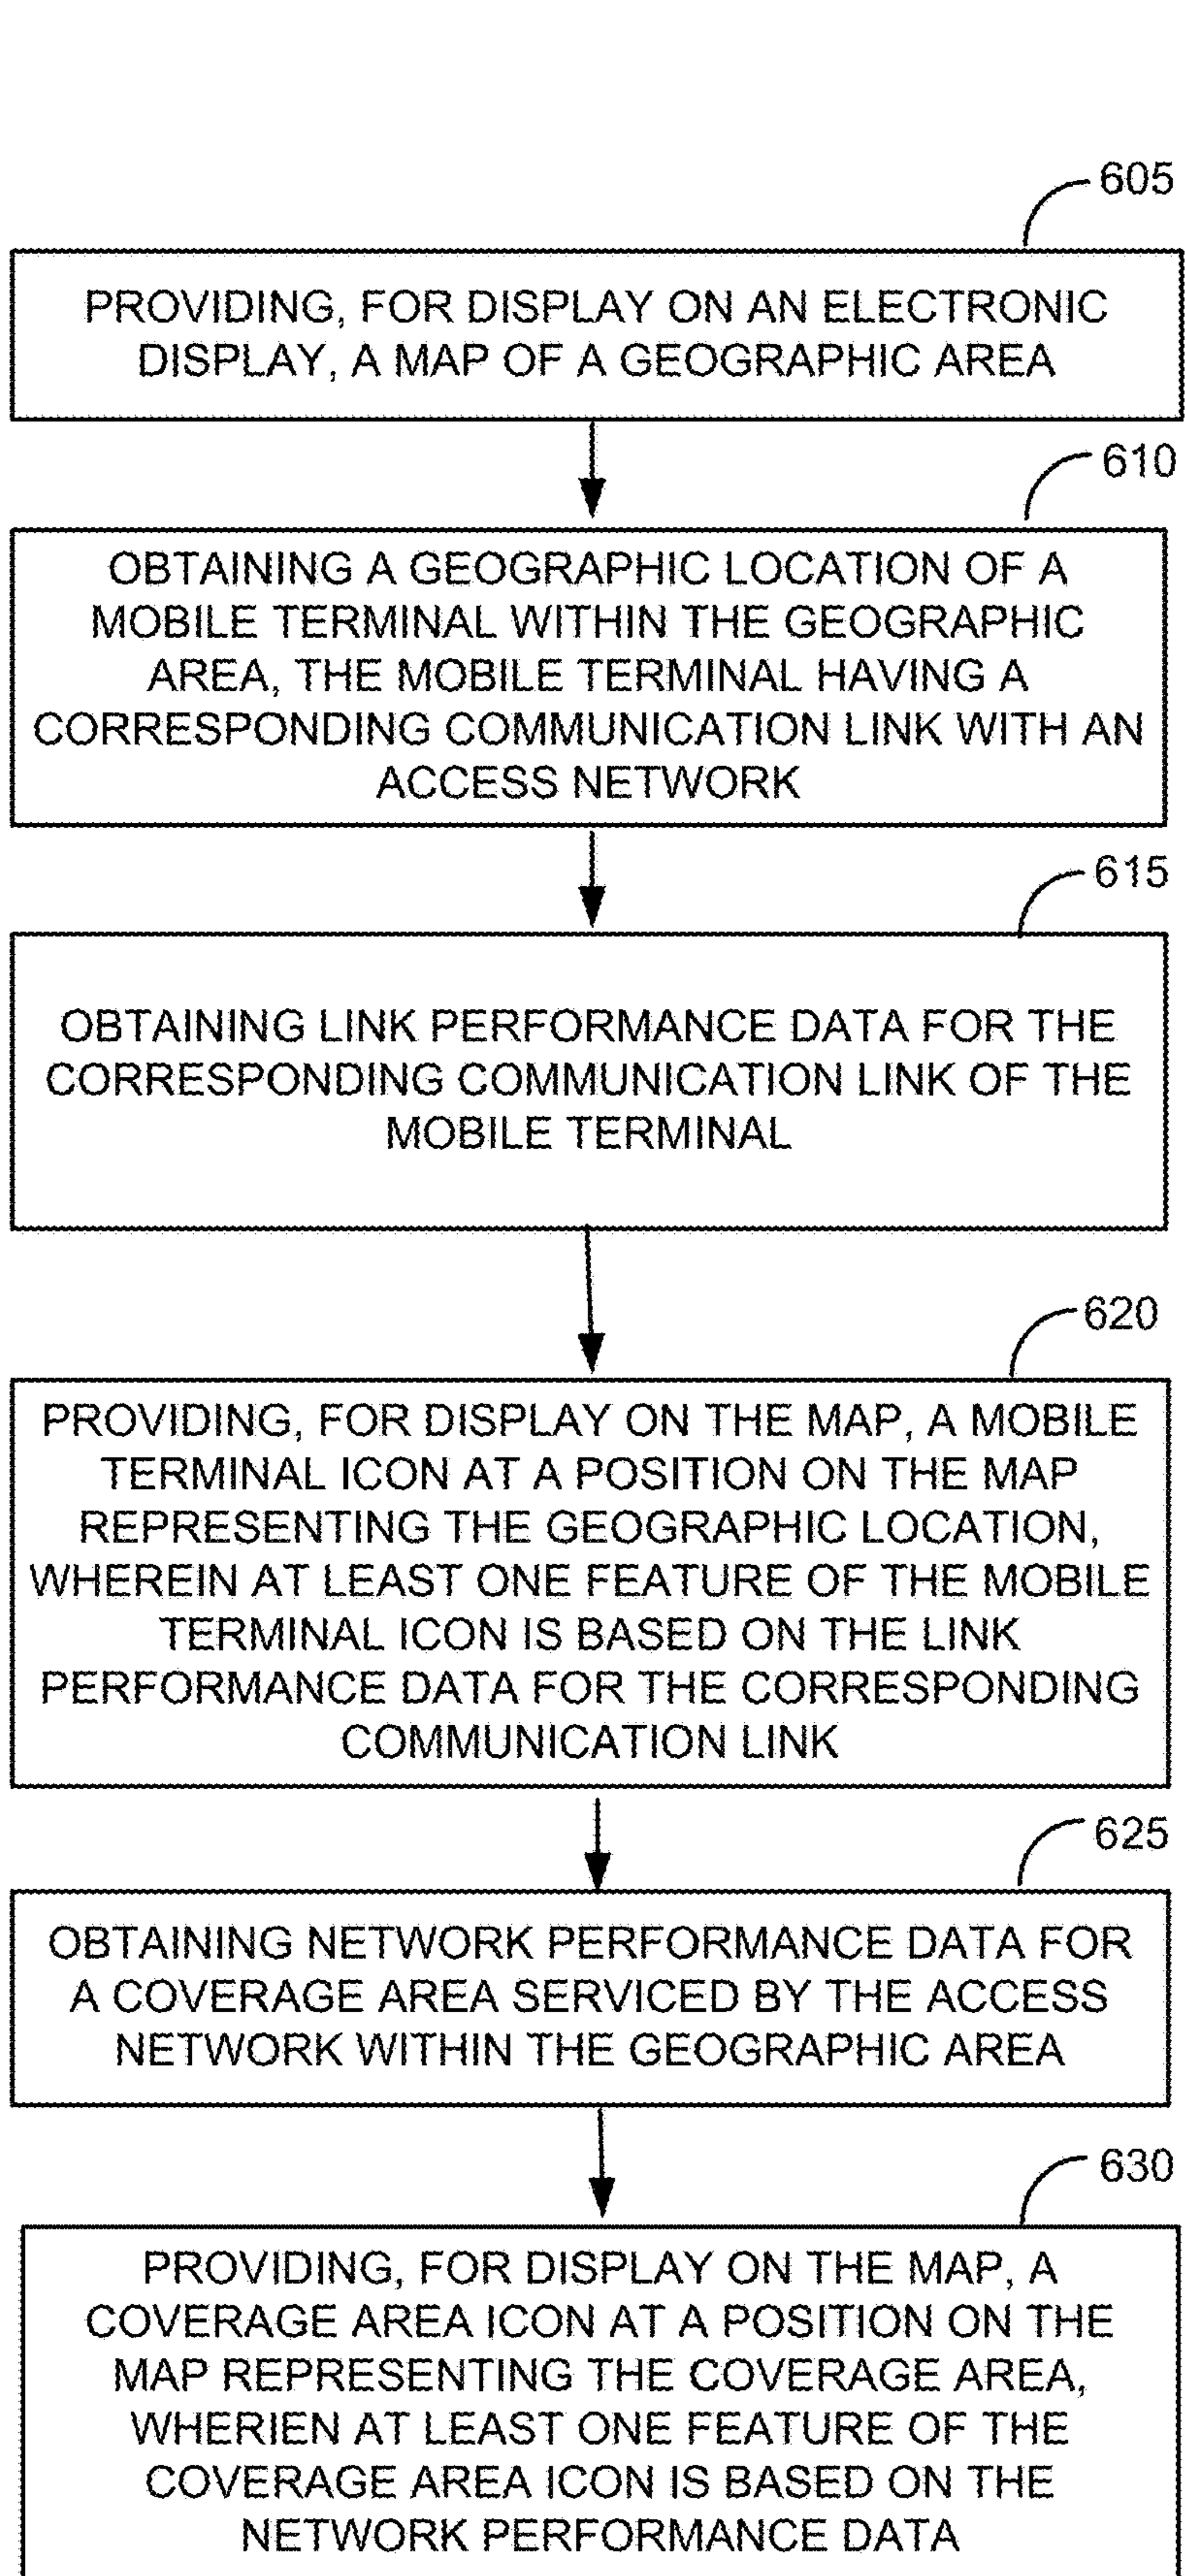 605
PROVIDING, FOR DISPLAY ON AN ELECTRONIC
DISPLAY, A MAP OF A GEOGRAPHIC AREA
610
OBTAINING A GEOGRAPHIC LOCATION OF A
MOBILE TERMINAL WITHIN THE GEOGRAPHIC
AREA, THE MOBILE TERMINAL HAVING A
CORRESPONDING COMMUNICATION LINK WITH AN
ACCESS NETWORK
615
OBTAINING LINK PERFORMANCE DATA FOR THE
CORRESPONDING COMMUNICATION LINK OF THE
MOBILE TERMINAL
620
PROVIDING, FOR DISPLAY ON THE MAP, A MOBILE
TERMINAL ICON AT A POSITION ON THE MAP
REPRESENTING THE GEOGRAPHIC LOCATION,
WHEREIN AT LEAST ONE FEATURE OF THE MOBILE
TERMINAL ICON IS BASED ON THE LINK
PERFORMANCE DATA FOR THE CORRESPONDING
COMMUNICATION LINK
625
OBTAINING NETWORK PERFORMANCE DATA FOR
A COVERAGE AREA SERVICED BY THE ACCESS
NETWORK WITHIN THE GEOGRAPHIC AREA
630
PROVIDING, FOR DISPLAY ON THE MAP, A
COVERAGE AREA ICON AT A POSITION ON THE
MAP REPRESENTING THE COVERAGE AREA,
WHERIEN AT LEAST ONE FEATURE OF THE
COVERAGE AREA ICON IS BASED ON THE
NETWORK PERFORMANCE DATA